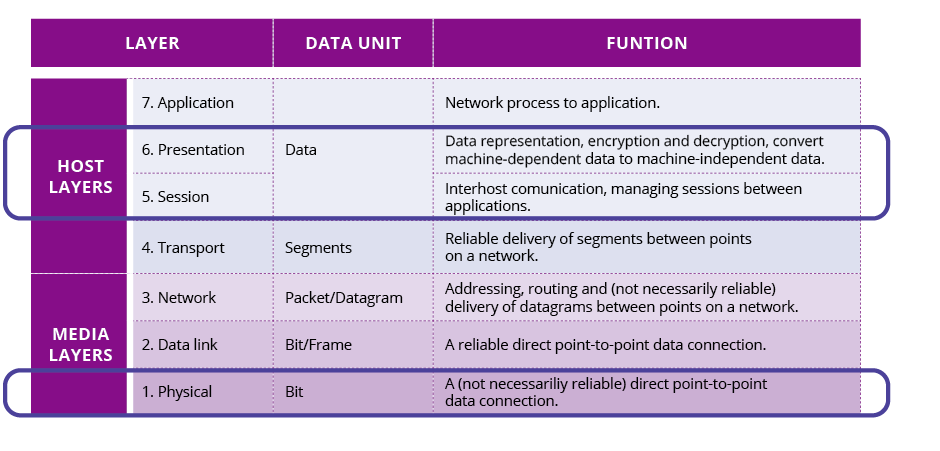 LAYER DATA UNIT FUNTION
7. Application Network process to application.
HOST
LAYERS
6. Presentation Data Data representation, encryption and decryption, convert
machine-dependent data to machine-independent data.
5. Session Interhost comunication, managing sessions between
applications.
4. Transport Segments Reliable delivery of segments between points
on a network.
MEDIA
LAYERS
3. Network Packet/Datagram Addressing, routing and (not necessarily reliable)
delivery of datagrams between points on a network.
2. Data link Bit/Frame A reliable direct point-to-point data connection.
1. Physical Bit A (not necessariliy reliable) direct point-to-point
data connection.